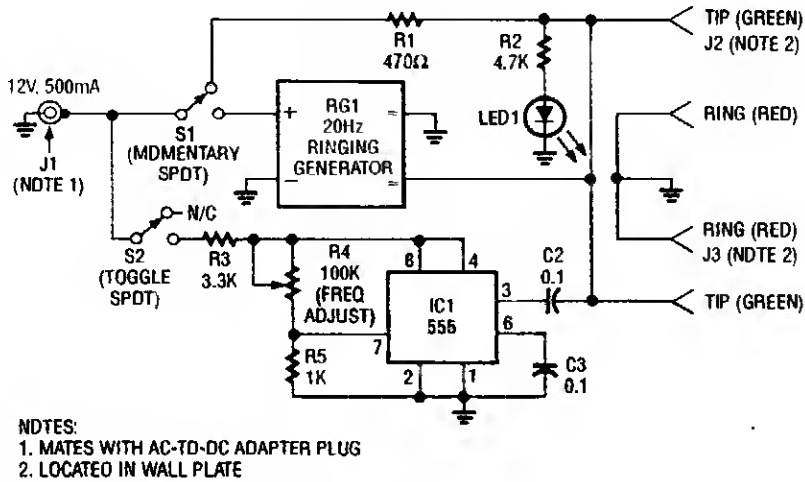 TIP (GREEN)
J2 (NOTE 2)
R1
470Ω
R2
4.7K
12V, 500mA
J1
(NDTE 1)
S1
(MDMENTARY
SPDT)
+
−
RG1
20Hz
RINGING
GENERATOR
=
=
LED1
RING (RED)
N/C
S2
(TOGGLE
SPDT)
R3
3.3K
R4
100K
(FREQ
ADJUST)
RING (RED)
J3 (NDTE 2)
8
4
C2
0.1
3
IC1
555
6
TIP (GREEN)
7
R5
1K
2
1
C3
0.1
NDTES:
1. MATES WITH AC-TD-DC ADAPTER PLUG
2. LOCATEO IN WALL PLATE